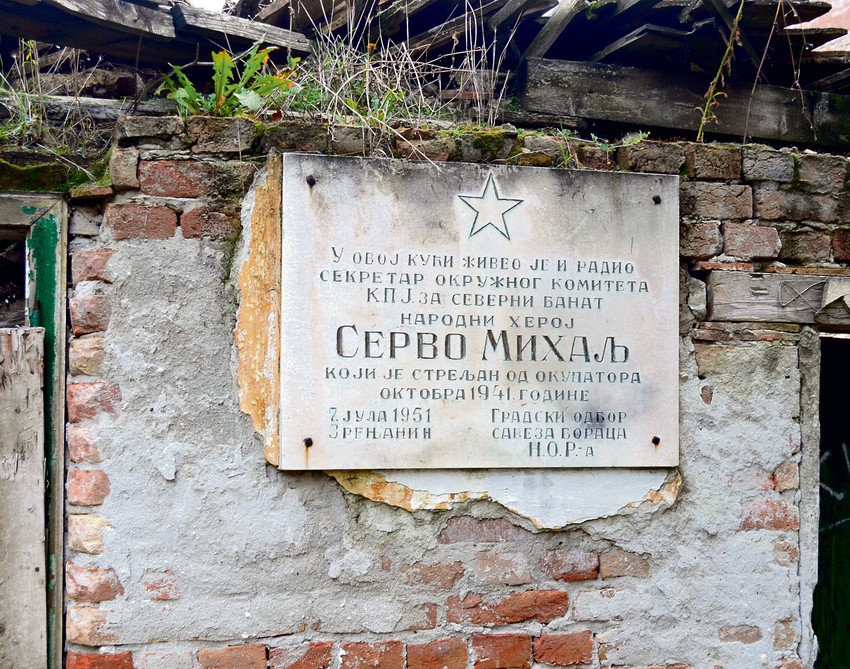 У ОВОЈ КУЋИ ЖИВЕО ЈЕ И РАДИО
СЕКРЕТАР ОКРУЖНОГ КОМИТЕТА
К.П.Ј. ЗА СЕВЕРНИ БАНАТ
НАРОДНИ ХЕРОЈ
СЕРВО МИХАЉ
КОЈИ ЈЕ СТРЕЉАН ОД ОКУПАТОРА
ОКТОБРА 1941. ГОДИНЕ
7 ЈУЛА 1951 ГРАДСКИ ОДБОР
ЗРЕЊАНИН САВЕЗА БОРАЦА
Н.О.Р.-А